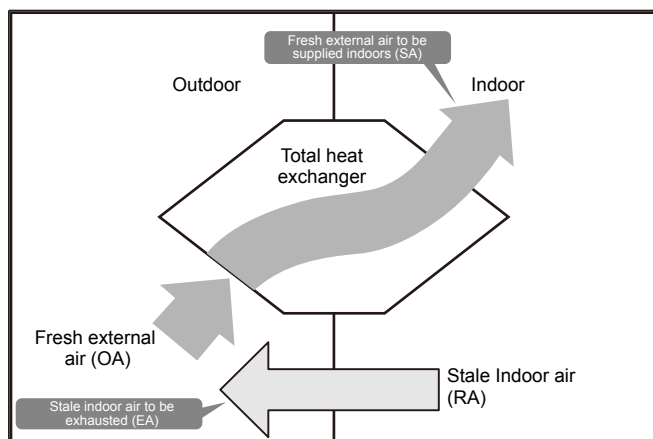 Fresh external air to be
supplied indoors (SA)
Outdoor
Indoor
Total heat
exchanger
Fresh external
air (OA)
Stale Indoor air
(RA)
Stale indoor air to be
exhausted (EA)